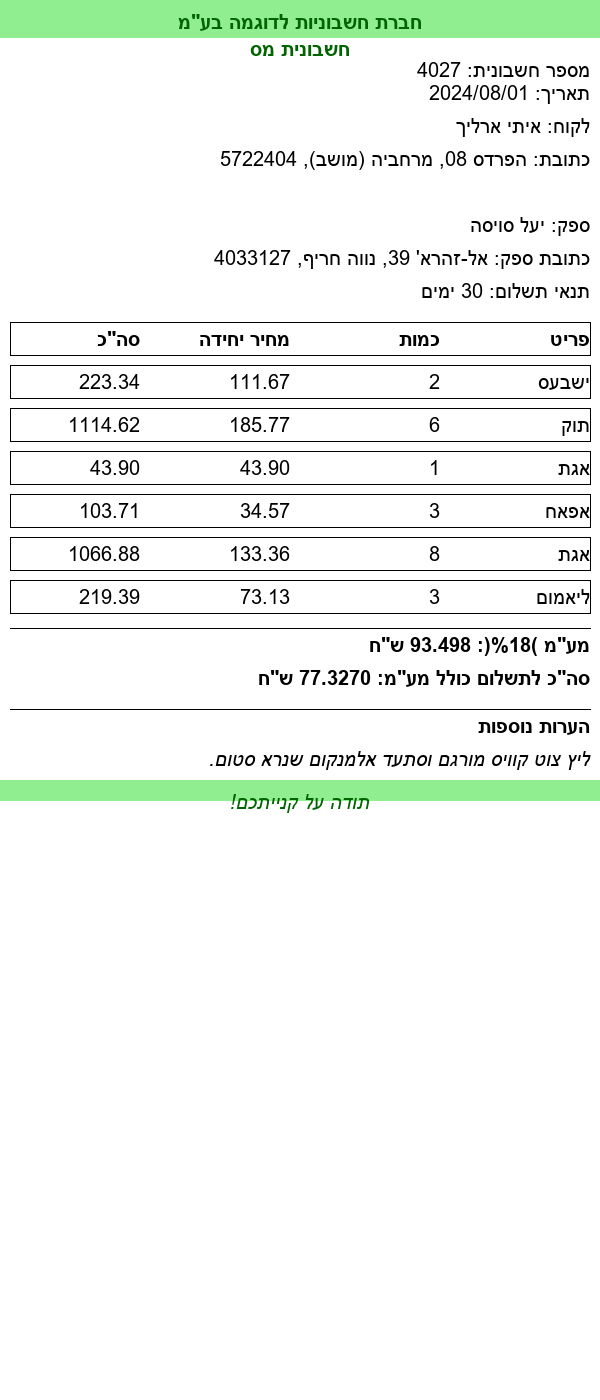 חברת חשבוניות לדוגמה בע"מ
חשבונית מס
מספר חשבונית: 4027
תאריך: 2024/08/01
לקוח: איתי ארליך
כתובת: הפרדס 08, מרחביה (מושב), 5722404
ספק: יעל סויסה
כתובת ספק: אל-זהרא' 39, נווה חריף, 4033127
תנאי תשלום: 30 ימים
פריט כמות מחיר יחידה סה"כ
ישבעס 2 111.67 223.34
תוק 6 185.77 1114.62
אגת 1 43.90 43.90
אפאח 3 34.57 103.71
אגת 8 133.36 1066.88
ליאמום 3 73.13 219.39
מע"מ )18%(: 93.498 ש"ח
סה"כ לתשלום כולל מע"מ: 77.3270 ש"ח
הערות נוספות
ליץ צוט קוויס מורגם וסתעד אלמנקום שנרא סטום.
תודה על קנייתכם!